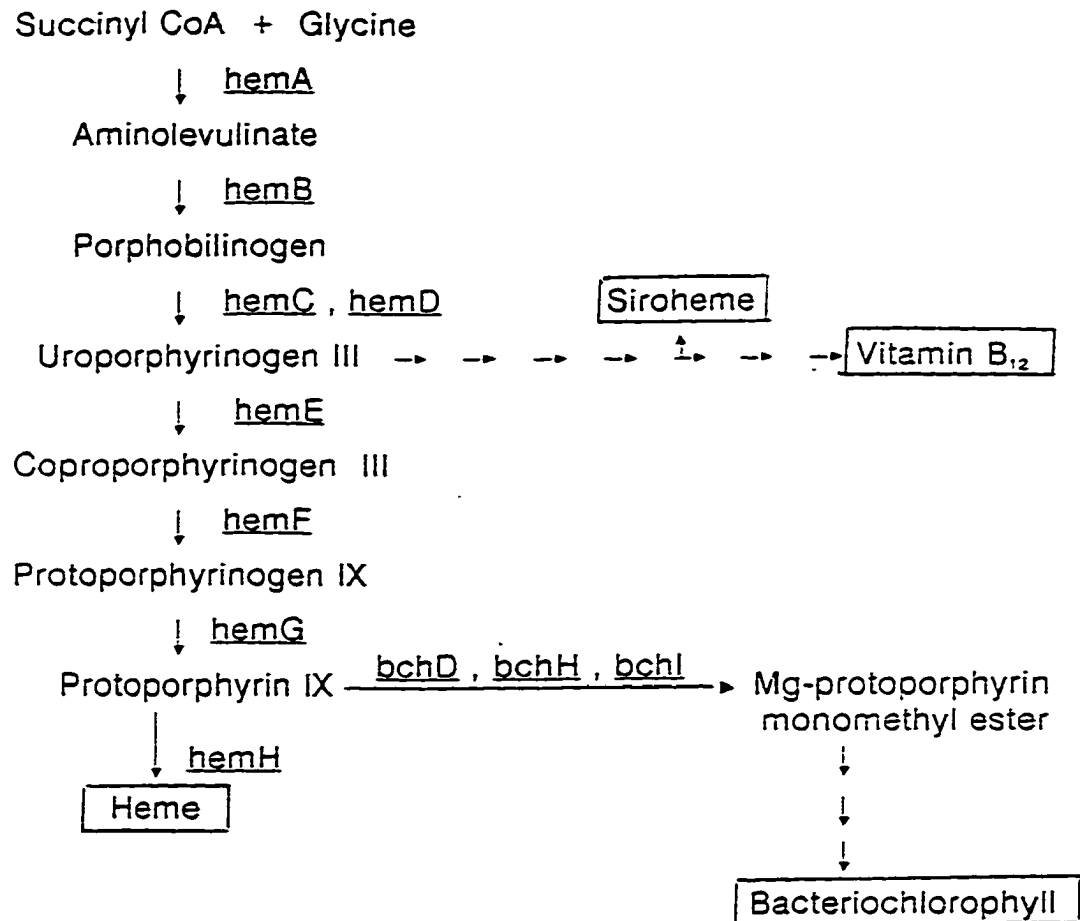 Succinyl CoA + Glycine
hemA
Aminolevulinate
hemB
Porphobilinogen
hemC , hemD
Siroheme
Uroporphyrinogen III
Vitamin B₁₂
hemE
Coproporphyrinogen III
hemF
Protoporphyrinogen IX
hemG
bchD , bchH , bchI
Protoporphyrin IX
Mg-protoporphyrin
monomethyl ester
hemH
Heme
Bacteriochlorophyll